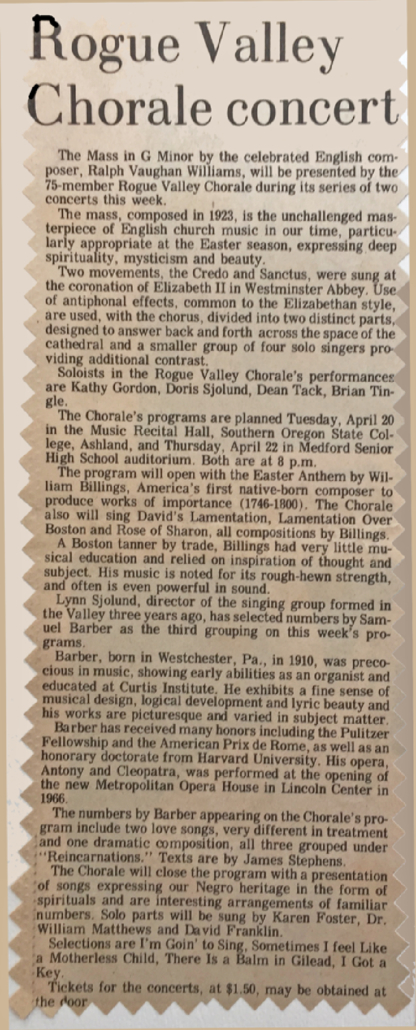 Rogue Valley
Chorale concert
The Mass in G Minor by the celebrated English com-
poser, Ralph Vaughan Williams, will be presented by the
75-member Rogue Valley Chorale during its series of two
concerts this week.
The mass, composed in 1923, is the unchallenged mas-
terpiece of English church music in our time, particu-
larly appropriate at the Easter season, expressing deep
spirituality, mysticism and beauty.
Two movements, the Credo and Sanctus, were sung at
the coronation of Elizabeth II in Westminster Abbey. Use
of antiphonal effects, common to the Elizabethan style,
are used, with the chorus, divided into two distinct parts,
designed to answer back and forth across the space of the
cathedral and a smaller group of four solo singers pro-
viding additional contrast.
Soloists in the Rogue Valley Chorale's performances
are Kathy Gordon, Doris Sjolund, Dean Tack, Brian Tin-
gle.
The Chorale's programs are planned Tuesday, April 20
in the Music Recital Hall, Southern Oregon State Col-
lege, Ashland, and Thursday, April 22 in Medford Senior
High School auditorium. Both are at 8 p.m.
The program will open with the Easter Anthem by Wil-
liam Billings, America's first native-born composer to
produce works of importance (1746-1800). The Chorale
also will sing David's Lamentation, Lamentation Over
Boston and Rose of Sharon, all compositions by Billings.
A Boston tanner by trade, Billings had very little mu-
sical education and relied on inspiration of thought and
subject. His music is noted for its rough-hewn strength,
and often is even powerful in sound.
Lynn Sjolund, director of the singing group formed in
the Valley three years ago, has selected numbers by Sam-
uel Barber as the third grouping on this week's pro-
grams.
Barber, born in Westchester, Pa., in 1910, was preco-
cious in music, showing early abilities as an organist and
educated at Curtis Institute. He exhibits a fine sense of
musical design, logical development and lyric beauty and
his works are picturesque and varied in subject matter.
Barber has received many honors including the Pulitzer
Fellowship and the American Prix de Rome, as well as an
honorary doctorate from Harvard University. His opera,
Antony and Cleopatra, was performed at the opening of
the new Metropolitan Opera House in Lincoln Center in
1966.
The numbers by Barber appearing on the Chorale's pro-
gram include two love songs, very different in treatment
and one dramatic composition, all three grouped under
"Reincarnations." Texts are by James Stephens.
The Chorale will close the program with a presentation
of songs expressing our Negro heritage in the form of
spirituals and are interesting arrangements of familiar
numbers. Solo parts will be sung by Karen Foster, Dr.
William Matthews and David Franklin.
Selections are I'm Goin' to Sing, Sometimes I feel Like
a Motherless Child, There Is a Balm in Gilead, I Got a
Key.
Tickets for the concerts, at $1.50, may be obtained at
the door